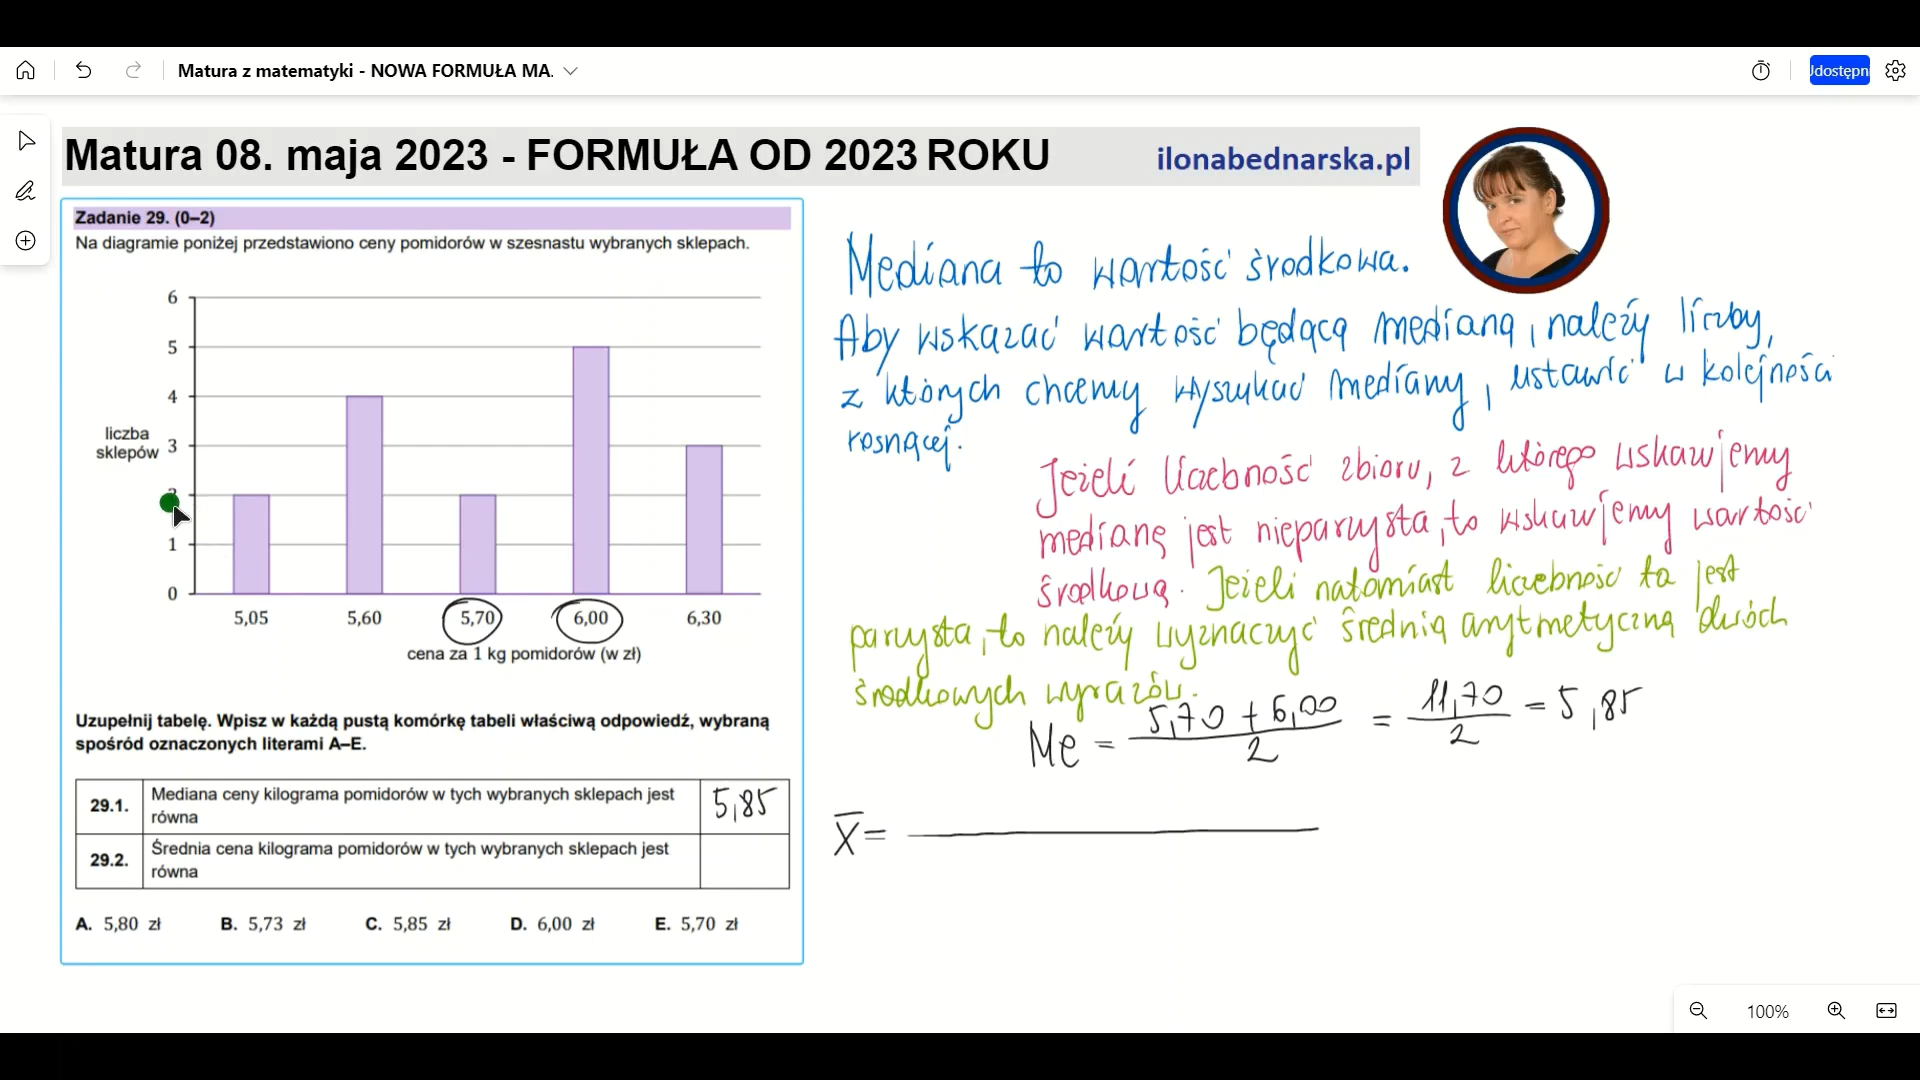 Matura z matematyki - NOWA FORMUŁA MA.
Udostępni
Matura 08. maja 2023 - FORMUŁA OD 2023 ROKU
ilonabednarska.pl
Zadanie 29. (0–2)
Na diagramie poniżej przedstawiono ceny pomidorów w szesnastu wybranych sklepach.
6
5
4
liczba
sklepów
3
2
1
0
5,05 5,60 5,70 6,00 6,30
cena za 1 kg pomidorów (w zł)
Uzupełnij tabelę. Wpisz w każdą pustą komórkę tabeli właściwą odpowiedź, wybraną
spośród oznaczonych literami A–E.
29.1. Mediana ceny kilograma pomidorów w tych wybranych sklepach jest
równa
5,85
29.2. Średnia cena kilograma pomidorów w tych wybranych sklepach jest
równa
A. 5,80 zł B. 5,73 zł C. 5,85 zł D. 6,00 zł E. 5,70 zł
Mediana to wartość środkowa.
Aby wskazać wartość będącą medianą, należy liczby,
z których chcemy wyszukać mediany, ustawić w kolejności
rosnącej.
Jeżeli liczebność zbioru, z którego wskazujemy
medianę jest nieparzysta, to wskazujemy wartość
środkową. Jeżeli natomiast liczebność ta jest
parzysta, to należy wyznaczyć średnią arytmetyczną dwóch
środkowych wyrazów.
Me = 5,70 + 6,00 / 2 = 11,70 / 2 = 5,85
x̄ =
100%